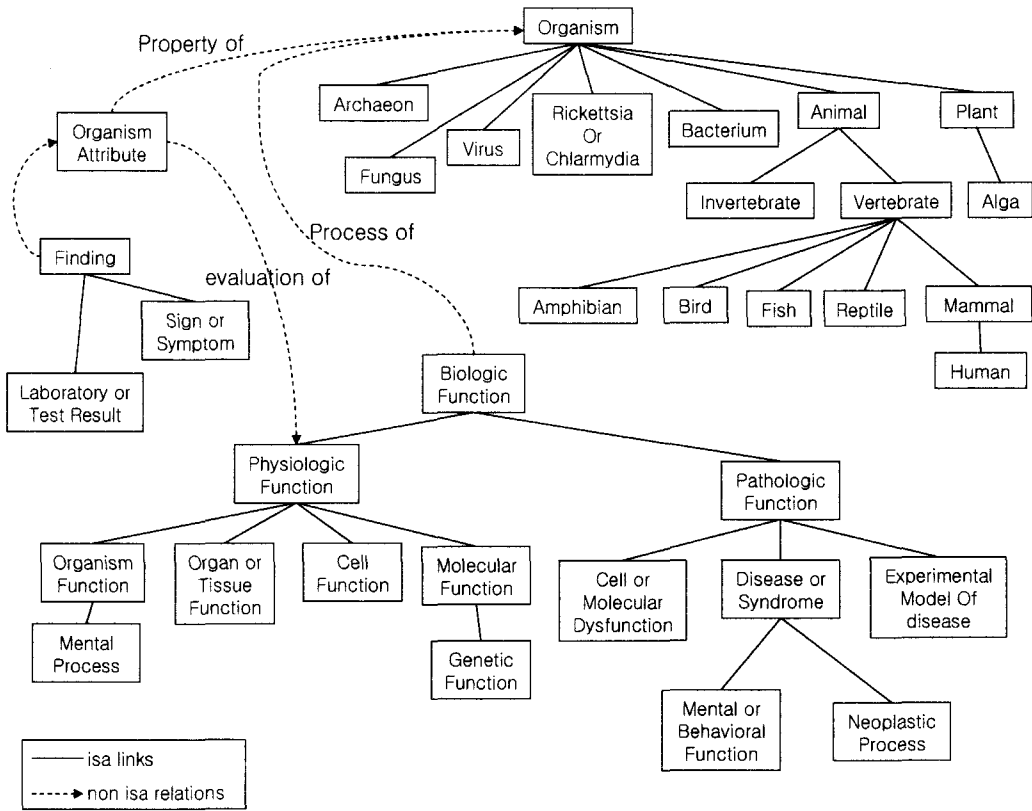 Organism
Property of
Archaeon
Fungus
Virus
Rickettsia
Or
Chlarmydia
Bacterium
Animal
Plant
Organism
Attribute
Invertebrate
Vertebrate
Alga
Process of
Finding
evaluation of
Sign or
Symptom
Laboratory or
Test Result
Amphibian
Bird
Fish
Reptile
Mammal
Human
Biologic
Function
Physiologic
Function
Pathologic
Function
Organism
Function
Organ or
Tissue
Function
Cell
Function
Molecular
Function
Mental
Process
Genetic
Function
Cell or
Molecular
Dysfunction
Disease or
Syndrome
Experimental
Model Of
disease
Mental or
Behavioral
Function
Neoplastic
Process
isa links
non isa relations